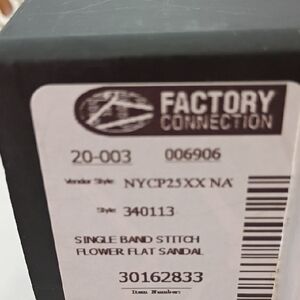 FACTORY
CONNECTION
20-003 006906
Vendor Style: NYCP25XX NA
Style: 340113
SINGLE BAND STITCH
FLOWER FLAT SANDAL
30162833
Item Number: